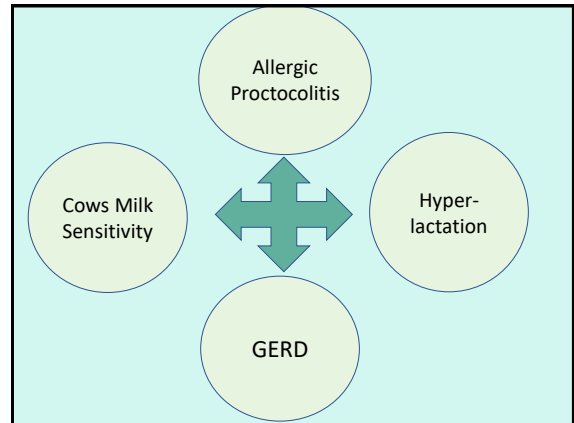 Allergic
Proctocolitis
Cows Milk
Sensitivity
Hyper-
lactation
GERD